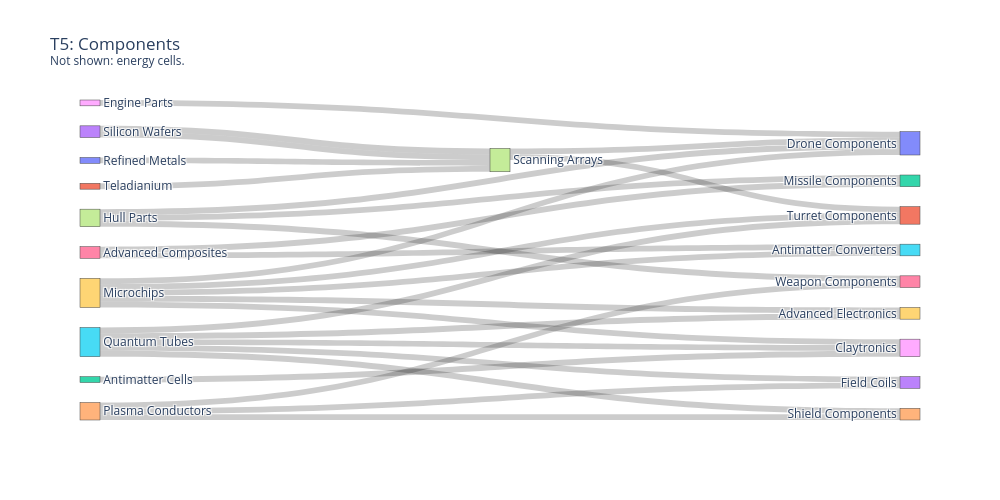 T5: Components
Not shown: energy cells.
Engine Parts
Silicon Wafers
Refined Metals
Teladianium
Hull Parts
Advanced Composites
Microchips
Quantum Tubes
Antimatter Cells
Plasma Conductors
Scanning Arrays
Drone Components
Missile Components
Turret Components
Antimatter Converters
Weapon Components
Advanced Electronics
Claytronics
Field Coils
Shield Components